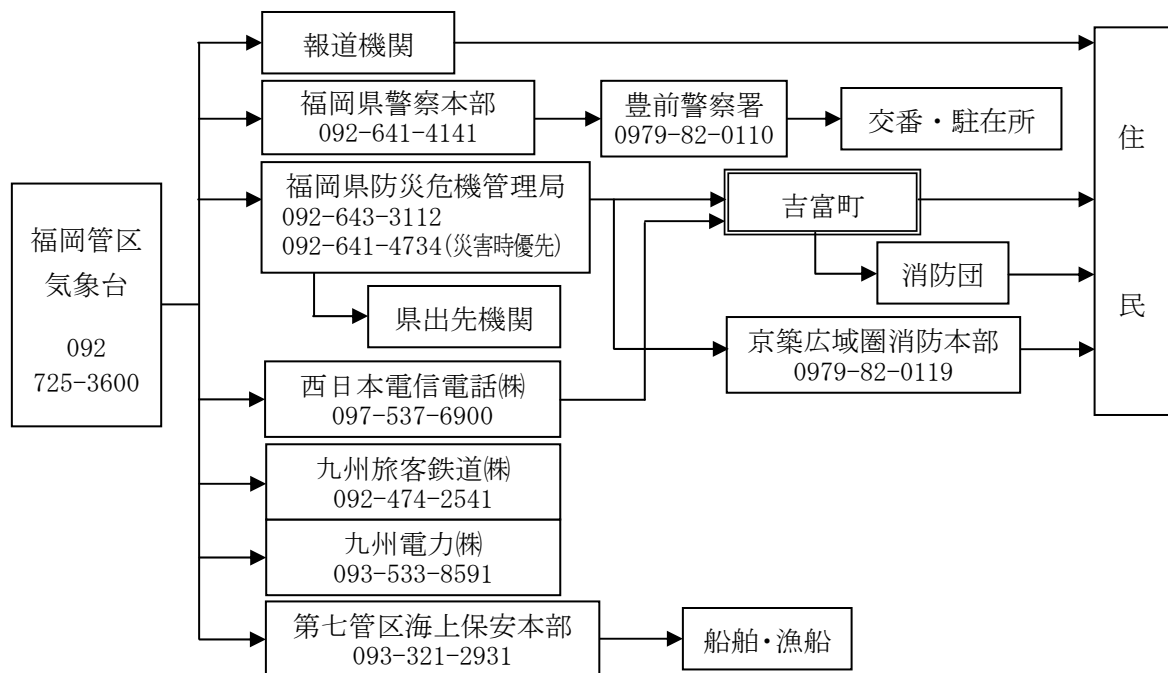 報道機関
福岡県警察本部
092-641-4141
豊前警察署
0979-82-0110
交番・駐在所
住民
福岡管区
気象台
092
725-3600
福岡県防災危機管理局
092-643-3112
092-641-4734(災害時優先)
吉富町
消防団
県出先機関
京築広域圏消防本部
0979-82-0119
西日本電信電話㈱
097-537-6900
九州旅客鉄道㈱
092-474-2541
九州電力㈱
093-533-8591
第七管区海上保安本部
093-321-2931
船舶・漁船